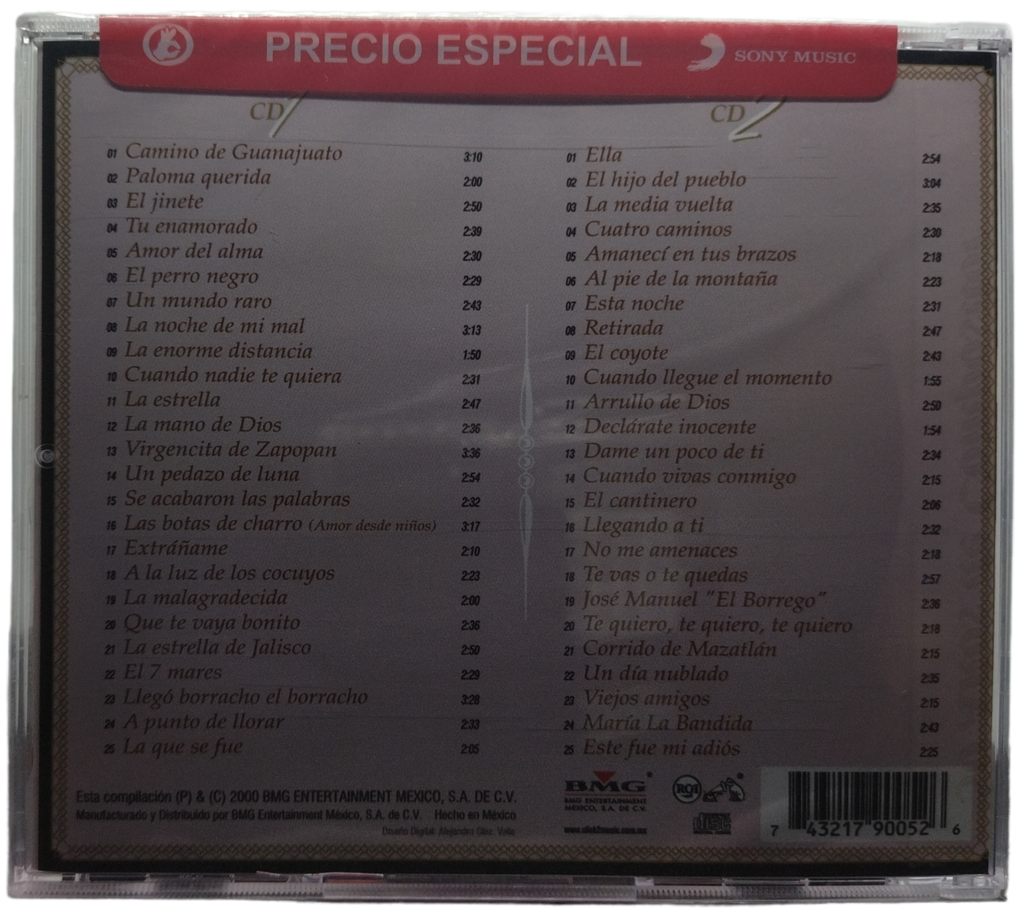 PRECIO ESPECIAL
SONY MUSIC
CD 1
01 Camino de Guanajuato 3:10
02 Paloma querida 2:00
03 El jinete 2:50
04 Tu enamorado 2:39
05 Amor del alma 2:30
06 El perro negro 2:29
07 Un mundo raro 2:43
08 La noche de mi mal 3:13
09 La enorme distancia 1:50
10 Cuando nadie te quiera 2:31
11 La estrella 2:47
12 La mano de Dios 2:36
13 Virgencita de Zapopan 3:36
14 Un pedazo de luna 2:54
15 Se acabaron las palabras 2:32
16 Las botas de charro (Amor desde niños) 3:17
17 Extráñame 2:10
18 A la luz de los cocuyos 2:23
19 La malagradecida 2:00
20 Que te vaya bonito 2:36
21 La estrella de Jalisco 2:50
22 El 7 mares 2:29
23 Llegó borracho el borracho 3:28
24 A punto de llorar 2:33
25 La que se fue 2:05
CD 2
01 Ella 2:54
02 El hijo del pueblo 3:04
03 La media vuelta 2:35
04 Cuatro caminos 2:30
05 Amanecí en tus brazos 2:18
06 Al pie de la montaña 2:23
07 Esta noche 2:31
08 Retirada 2:47
09 El coyote 2:43
10 Cuando llegue el momento 1:55
11 Arrullo de Dios 2:50
12 Declárate inocente 1:54
13 Dame un poco de ti 2:34
14 Cuando vivas conmigo 2:15
15 El cantinero 2:06
16 Llegando a ti 2:32
17 No me amenaces 2:18
18 Te vas o te quedas 2:57
19 José Manuel "El Borrego" 2:36
20 Te quiero, te quiero, te quiero 2:18
21 Corrido de Mazatlán 2:15
22 Un día nublado 2:35
23 Viejos amigos 2:15
24 María La Bandida 2:43
25 Este fue mi adiós 2:25
Esta compilación (P) & (C) 2000 BMG ENTERTAINMENT MEXICO, S.A. DE C.V.
Manufacturado y Distribuido por BMG Entertainment México, S.A. de C.V. Hecho en México
Diseño Digital: Alejandro Díaz Valle
BMG
BMG ENTERTAINMENT
MEXICO, S.A. DE C.V.
www.click2music.com.mx
RCA
disc
7 43217 90052 6